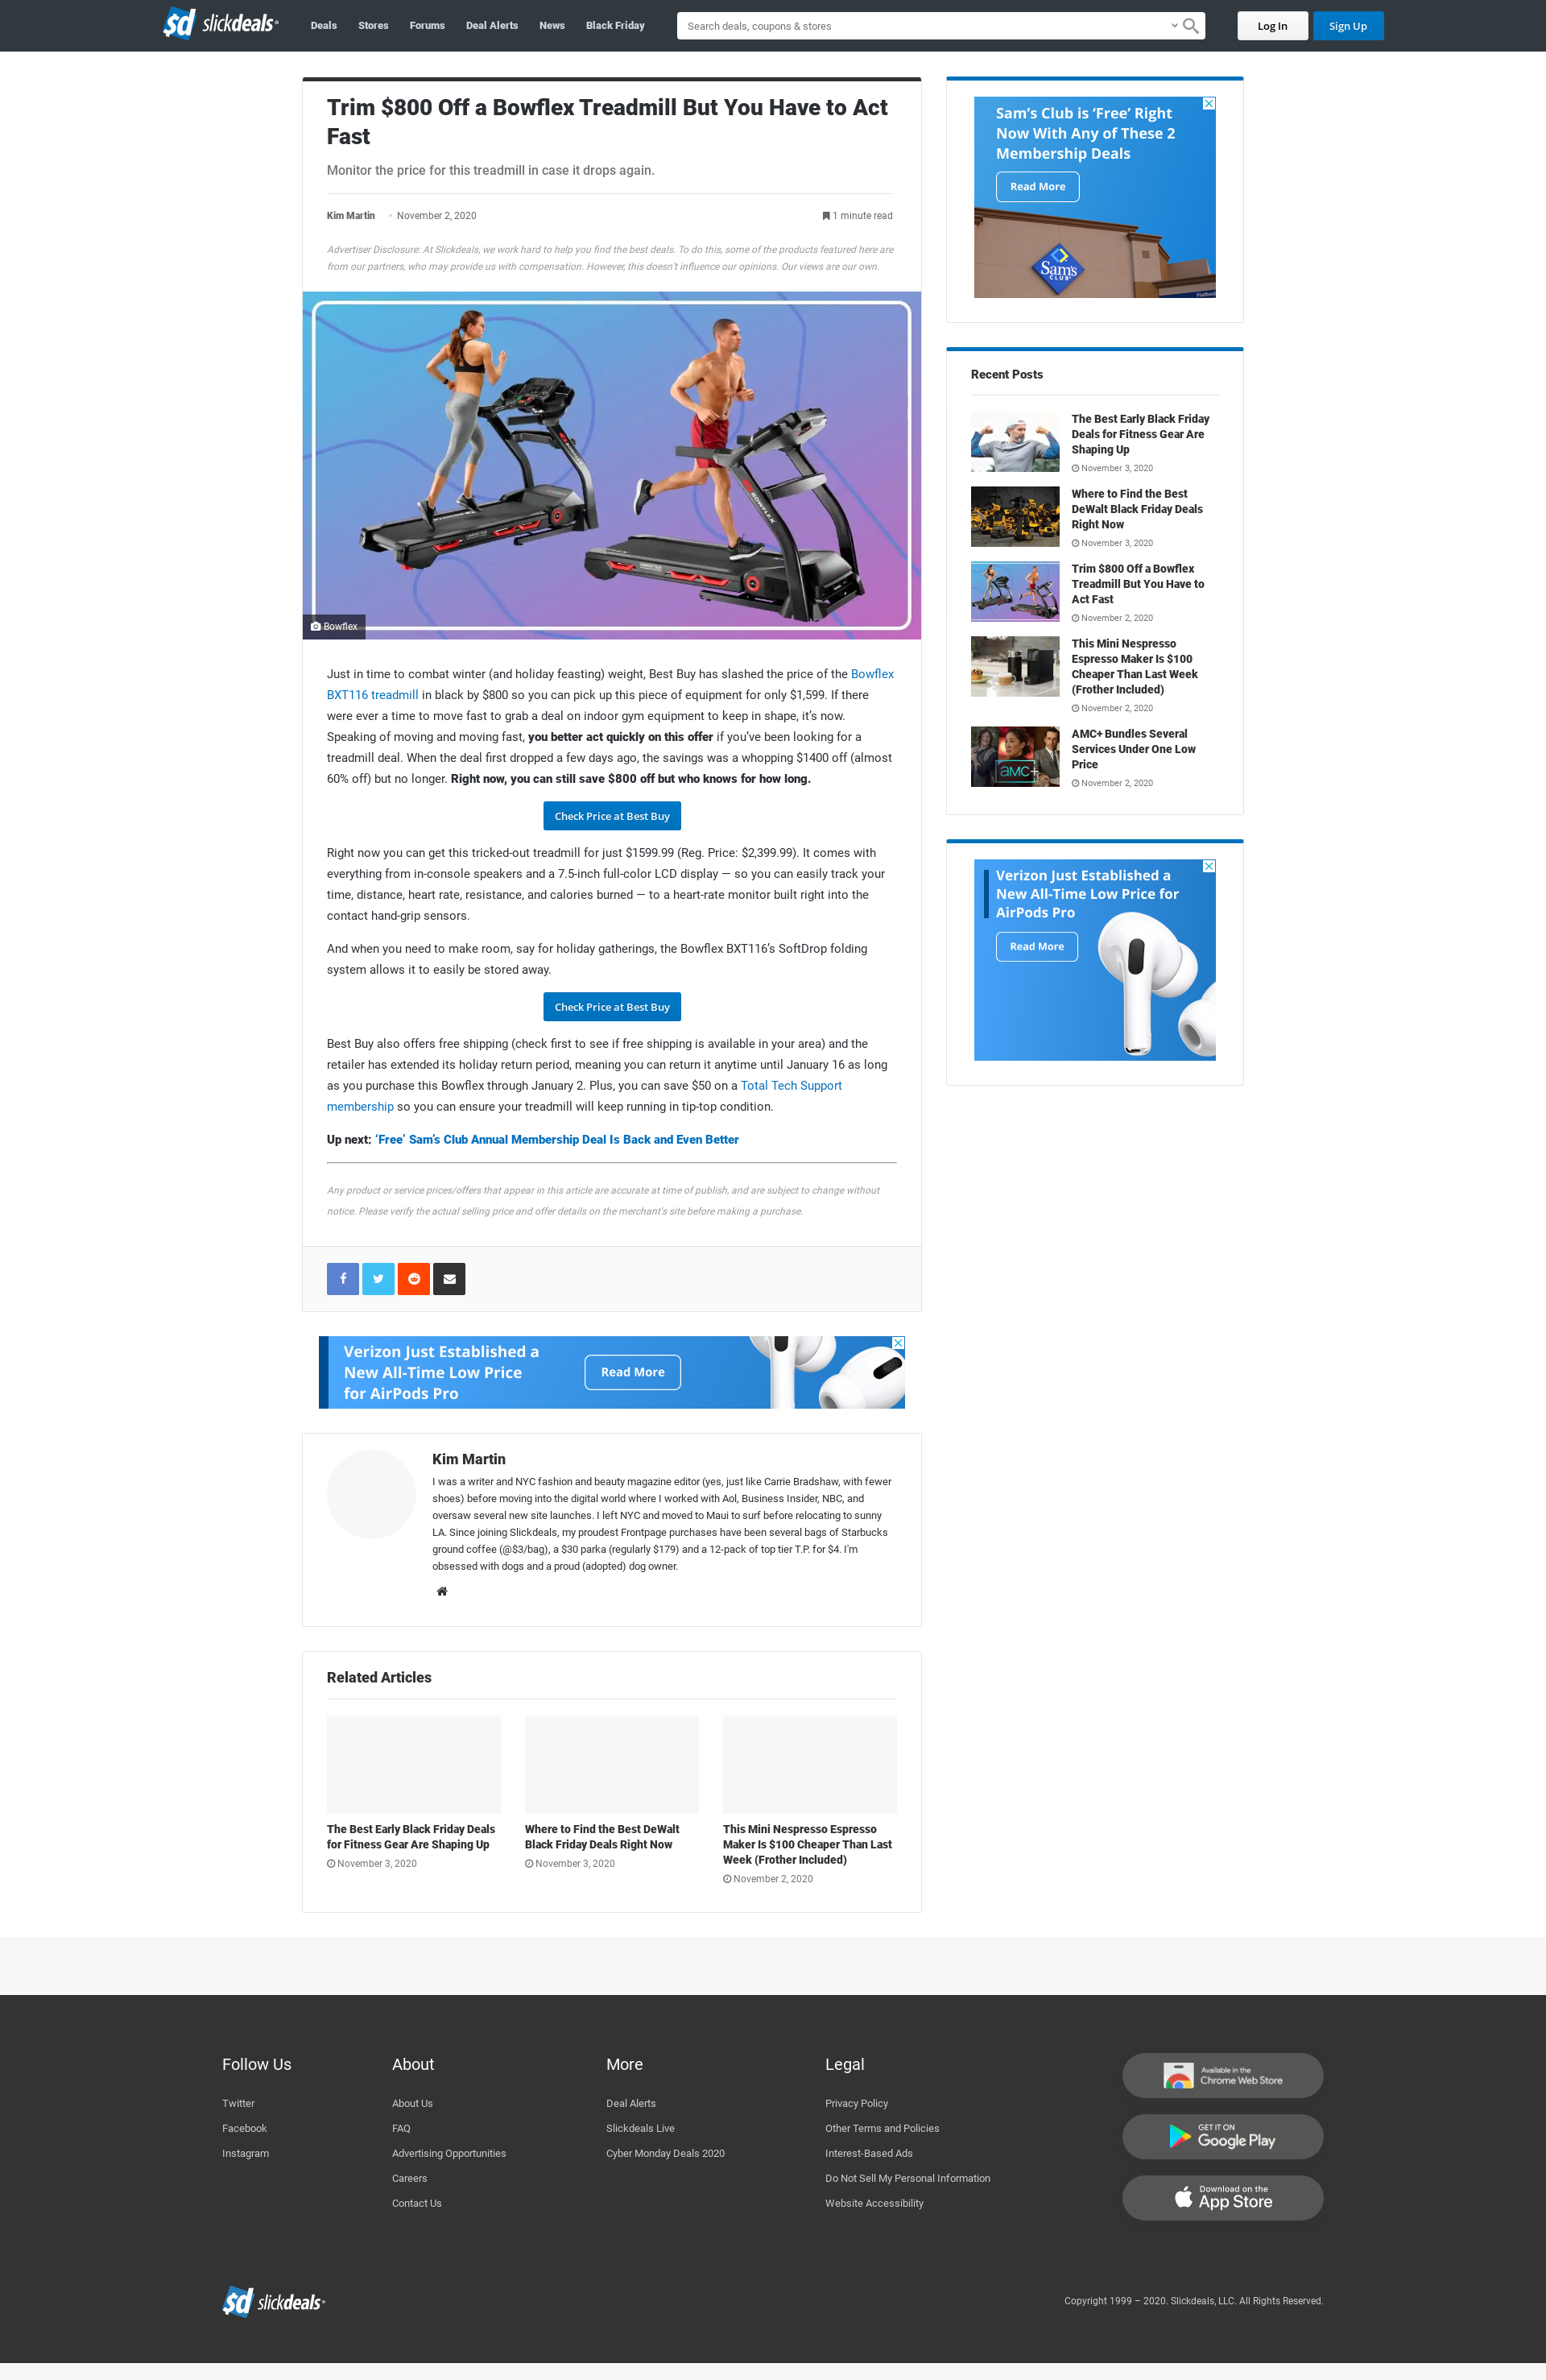 sd slickdeals
Deals
Stores
Forums
Deal Alerts
News
Black Friday
Search deals, coupons & stores
Log In
Sign Up
Trim $800 Off a Bowflex Treadmill But You Have to Act
Fast
Monitor the price for this treadmill in case it drops again.
Kim Martin
November 2, 2020
1 minute read
Advertiser Disclosure: At Slickdeals, we work hard to help you find the best deals. To do this, some of the products featured here are
from our partners, who may provide us with compensation. However, this doesn't influence our opinions. Our views are our own.
BOWFLEX
Bowflex
Just in time to combat winter (and holiday feasting) weight, Best Buy has slashed the price of the Bowflex
BXT116 treadmill in black by $800 so you can pick up this piece of equipment for only $1,599. If there
were ever a time to move fast to grab a deal on indoor gym equipment to keep in shape, it’s now.
Speaking of moving and moving fast, you better act quickly on this offer if you’ve been looking for a
treadmill deal. When the deal first dropped a few days ago, the savings was a whopping $1400 off (almost
60% off) but no longer. Right now, you can still save $800 off but who knows for how long.
Check Price at Best Buy
Right now you can get this tricked-out treadmill for just $1599.99 (Reg. Price: $2,399.99). It comes with
everything from in-console speakers and a 7.5-inch full-color LCD display — so you can easily track your
time, distance, heart rate, resistance, and calories burned — to a heart-rate monitor built right into the
contact hand-grip sensors.
And when you need to make room, say for holiday gatherings, the Bowflex BXT116’s SoftDrop folding
system allows it to easily be stored away.
Check Price at Best Buy
Best Buy also offers free shipping (check first to see if free shipping is available in your area) and the
retailer has extended its holiday return period, meaning you can return it anytime until January 16 as long
as you purchase this Bowflex through January 2. Plus, you can save $50 on a Total Tech Support
membership so you can ensure your treadmill will keep running in tip-top condition.
Up next: ‘Free’ Sam’s Club Annual Membership Deal Is Back and Even Better
Any product or service prices/offers that appear in this article are accurate at time of publish, and are subject to change without
notice. Please verify the actual selling price and offer details on the merchant's site before making a purchase.
Verizon Just Established a
New All-Time Low Price
for AirPods Pro
Read More
Kim Martin
I was a writer and NYC fashion and beauty magazine editor (yes, just like Carrie Bradshaw, with fewer
shoes) before moving into the digital world where I worked with Aol, Business Insider, NBC, and
oversaw several new site launches. I left NYC and moved to Maui to surf before relocating to sunny
LA. Since joining Slickdeals, my proudest Frontpage purchases have been several bags of Starbucks
ground coffee (@$3/bag), a $30 parka (regularly $179) and a 12-pack of top tier T.P. for $4. I'm
obsessed with dogs and a proud (adopted) dog owner.
Related Articles
The Best Early Black Friday Deals
for Fitness Gear Are Shaping Up
November 3, 2020
Where to Find the Best DeWalt
Black Friday Deals Right Now
November 3, 2020
This Mini Nespresso Espresso
Maker Is $100 Cheaper Than Last
Week (Frother Included)
November 2, 2020
Sam’s Club is ‘Free’ Right
Now With Any of These 2
Membership Deals
Read More
Sam's
CLUB
Recent Posts
The Best Early Black Friday
Deals for Fitness Gear Are
Shaping Up
November 3, 2020
Where to Find the Best
DeWalt Black Friday Deals
Right Now
November 3, 2020
Trim $800 Off a Bowflex
Treadmill But You Have to
Act Fast
November 2, 2020
This Mini Nespresso
Espresso Maker Is $100
Cheaper Than Last Week
(Frother Included)
November 2, 2020
AMC+ Bundles Several
Services Under One Low
Price
November 2, 2020
amc+
Verizon Just Established a
New All-Time Low Price for
AirPods Pro
Read More
Follow Us
Twitter
Facebook
Instagram
About
About Us
FAQ
Advertising Opportunities
Careers
Contact Us
More
Deal Alerts
Slickdeals Live
Cyber Monday Deals 2020
Legal
Privacy Policy
Other Terms and Policies
Interest-Based Ads
Do Not Sell My Personal Information
Website Accessibility
Available in the
Chrome Web Store
GET IT ON
Google Play
Download on the
App Store
sd slickdeals
Copyright 1999 – 2020. Slickdeals, LLC. All Rights Reserved.